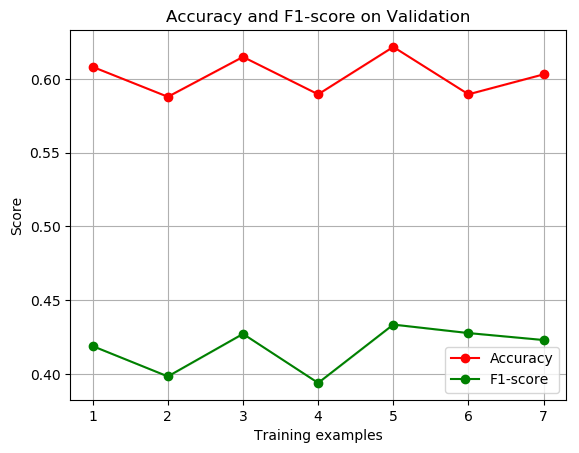 Accuracy and F1-score on Validation
0.60
0.55
0.50
0.45
0.40
Score
1 2 3 4 5 6 7
Training examples
Accuracy
F1-score